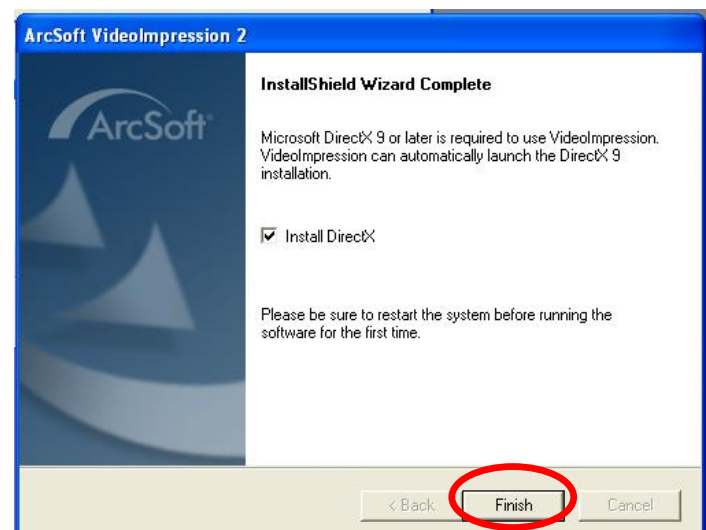 ArcSoft VideoImpression 2
ArcSoft
InstallShield Wizard Complete
Microsoft DirectX 9 or later is required to use VideoImpression.
VideoImpression can automatically launch the DirectX 9
installation.
Install DirectX
Please be sure to restart the system before running the
software for the first time.
< Back
Finish
Cancel